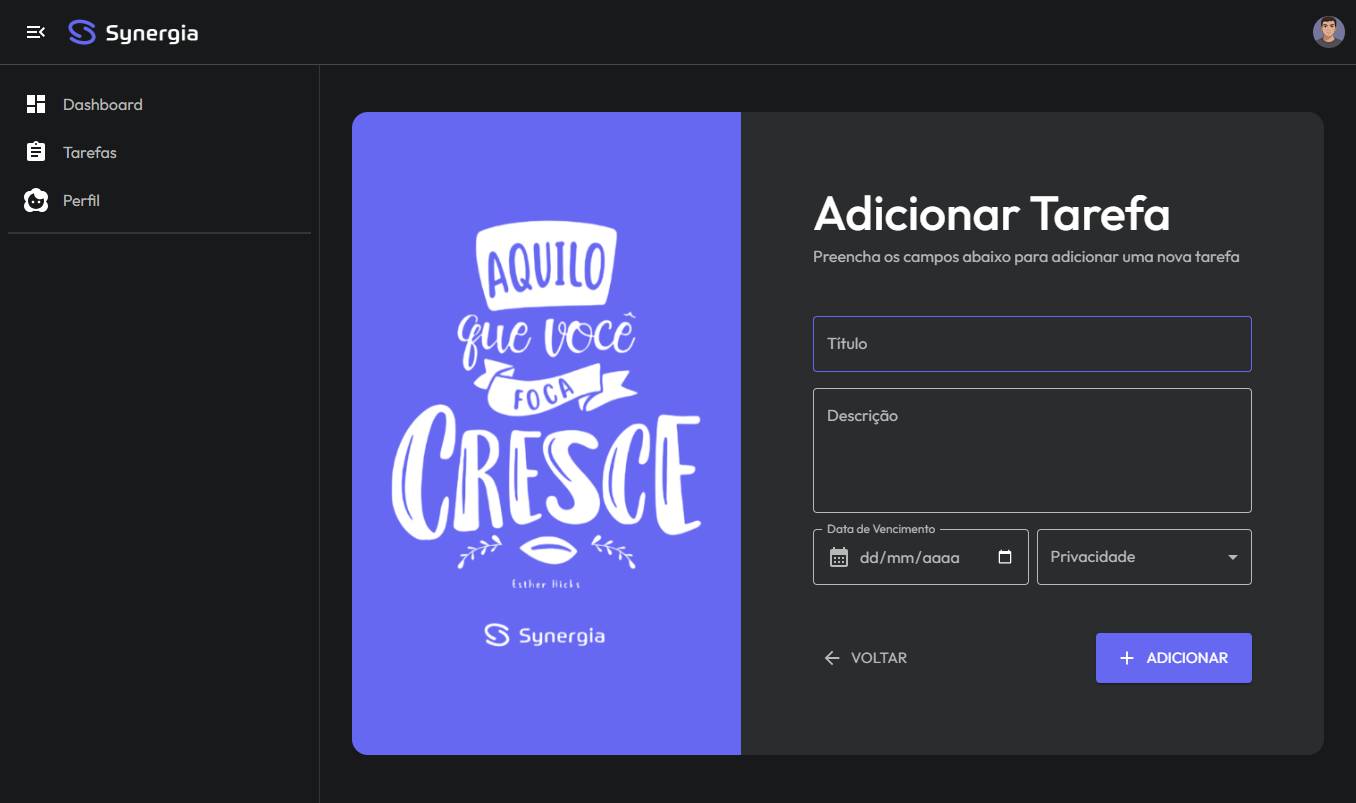 Synergia
Dashboard
Tarefas
Perfil
AQUILO
que você
FOCA
CRESCE
Esther Hicks
Synergia
Adicionar Tarefa
Preencha os campos abaixo para adicionar uma nova tarefa
Título
Descrição
Data de Vencimento
dd/mm/aaaa
Privacidade
VOLTAR
ADICIONAR